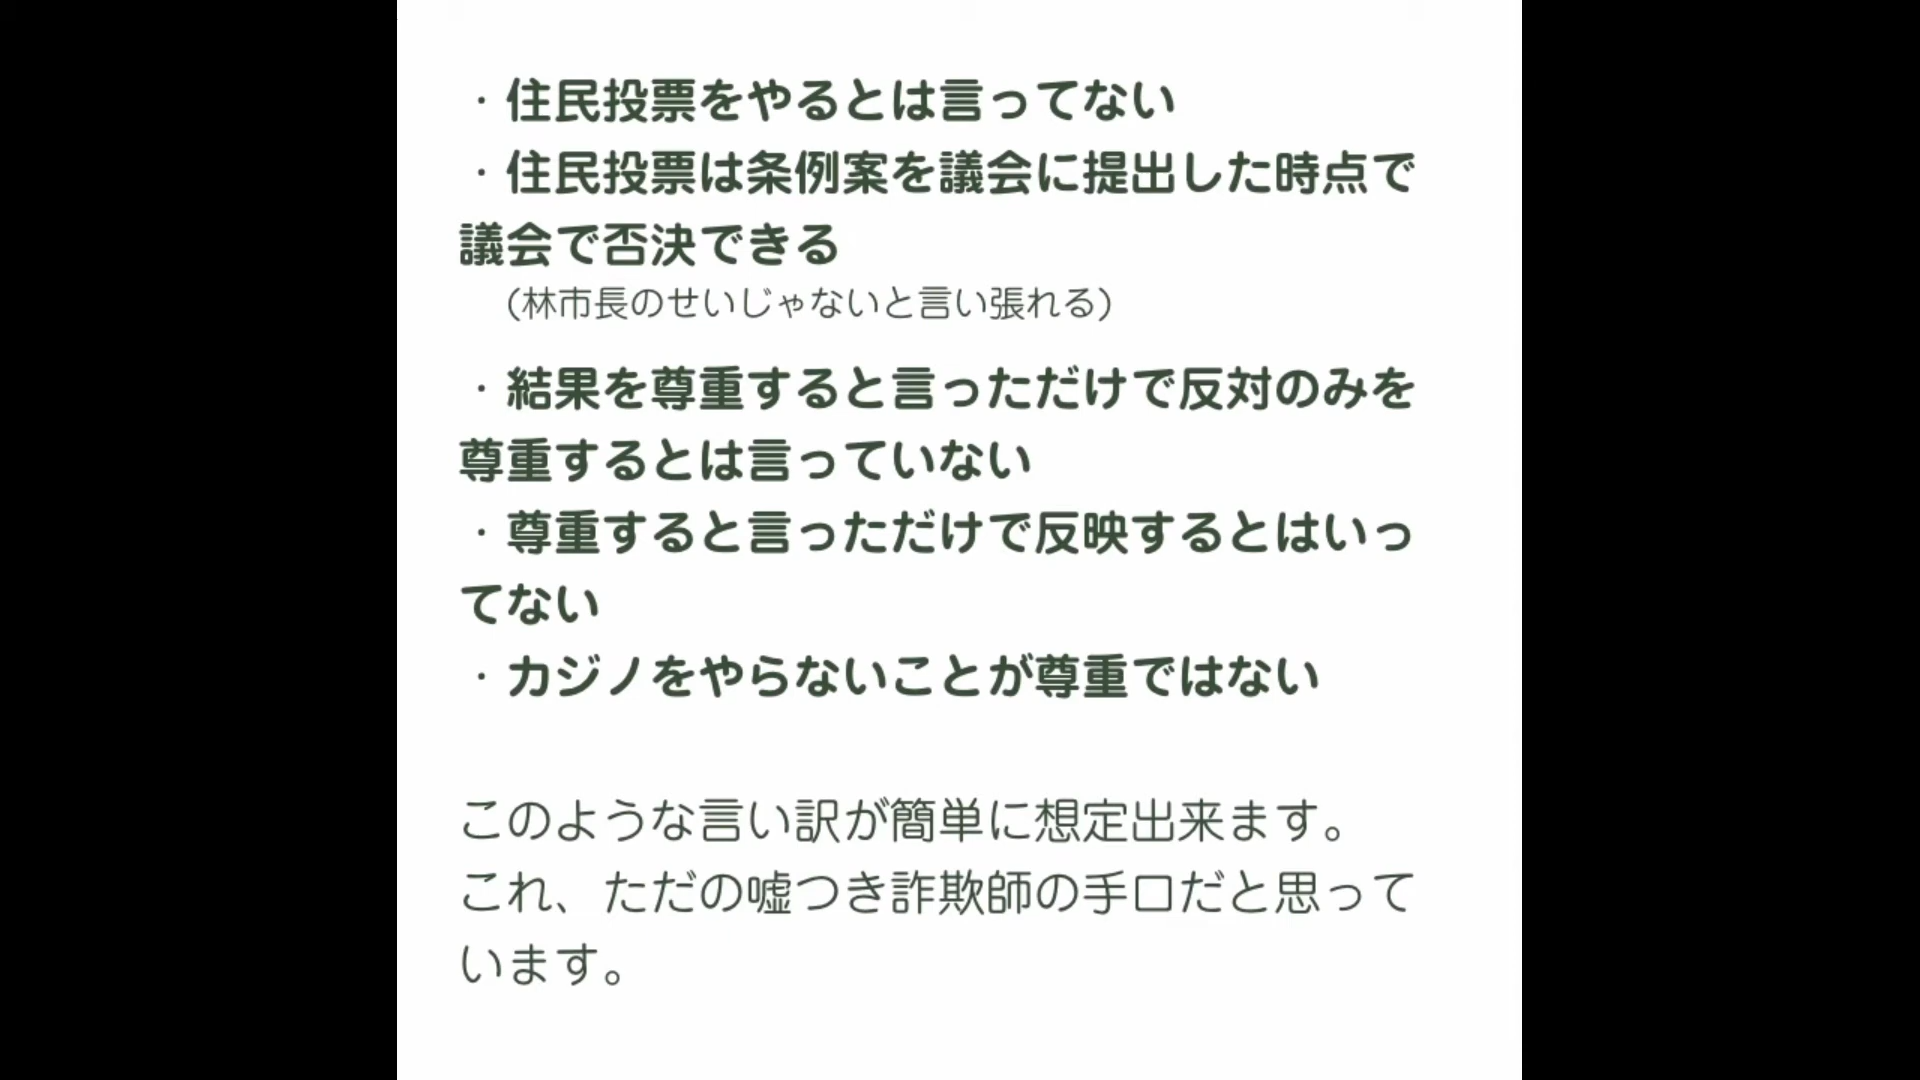 ・住民投票をやるとは言ってない
・住民投票は条例案を議会に提出した時点で
議会で否決できる
（林市長のせいじゃないと言い張れる）
・結果を尊重すると言っただけで反対のみを
尊重するとは言っていない
・尊重すると言っただけで反映するとはいっ
てない
・カジノをやらないことが尊重ではない
このような言い訳が簡単に想定出来ます。
これ、ただの嘘つき詐欺師の手口だと思って
います。